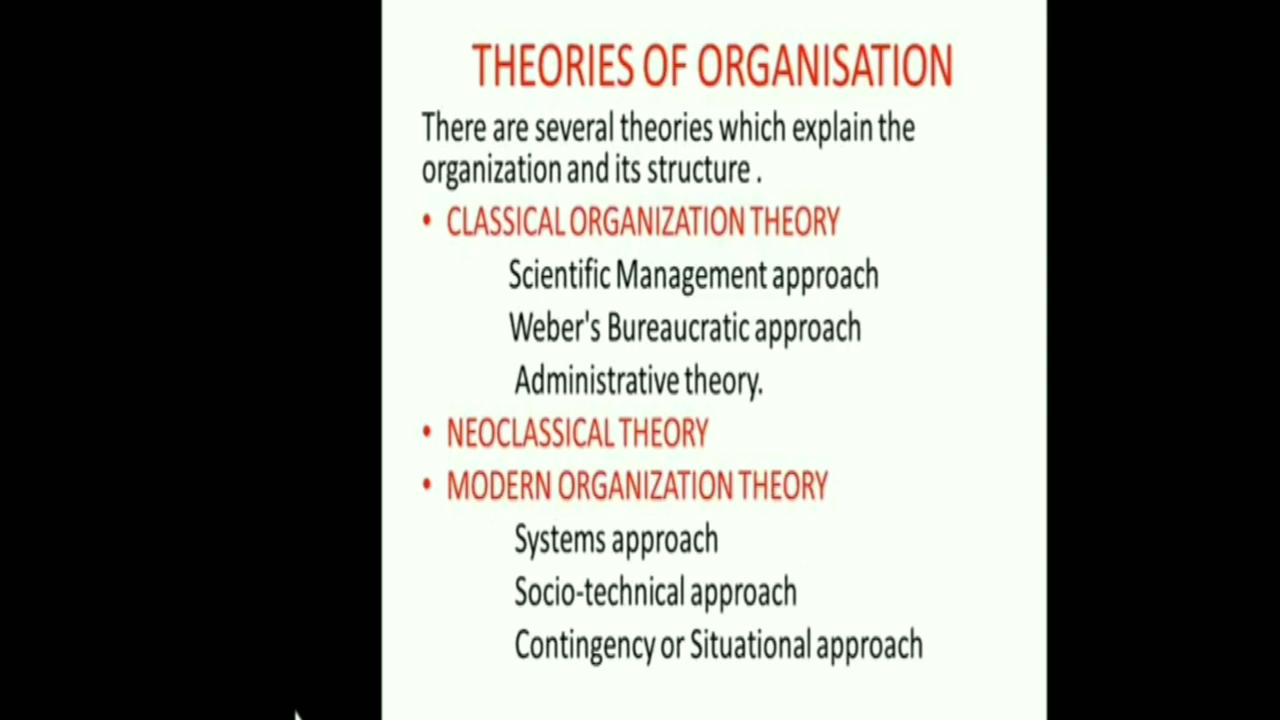 THEORIES OF ORGANISATION
There are several theories which explain the
organization and its structure .
• CLASSICAL ORGANIZATION THEORY
Scientific Management approach
Weber's Bureaucratic approach
Administrative theory.
• NEOCLASSICAL THEORY
• MODERN ORGANIZATION THEORY
Systems approach
Socio-technical approach
Contingency or Situational approach